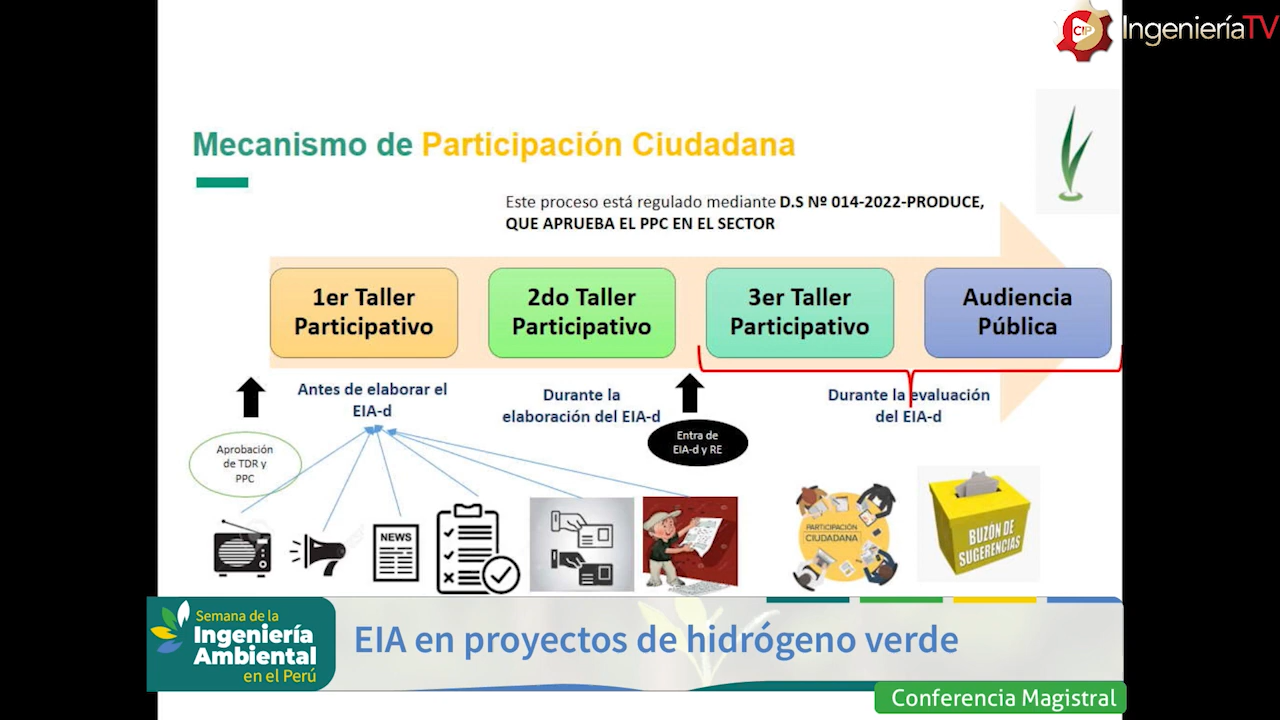 CIP IngenieríaTV
Mecanismo de Participación Ciudadana
Este proceso está regulado mediante D.S Nº 014-2022-PRODUCE,
QUE APRUEBA EL PPC EN EL SECTOR
1er Taller
Participativo
2do Taller
Participativo
3er Taller
Participativo
Audiencia
Pública
Antes de elaborar el
EIA-d
Durante la
elaboración del EIA-d
Durante la evaluación
del EIA-d
Aprobación
de TDR y
PPC
Entra de
EIA-d y RE
NEWS
PARTICIPACIÓN
CIUDADANA
BUZÓN DE
SUGERENCIAS
Semana de la
Ingeniería
Ambiental
en el Perú
EIA en proyectos de hidrógeno verde
Conferencia Magistral